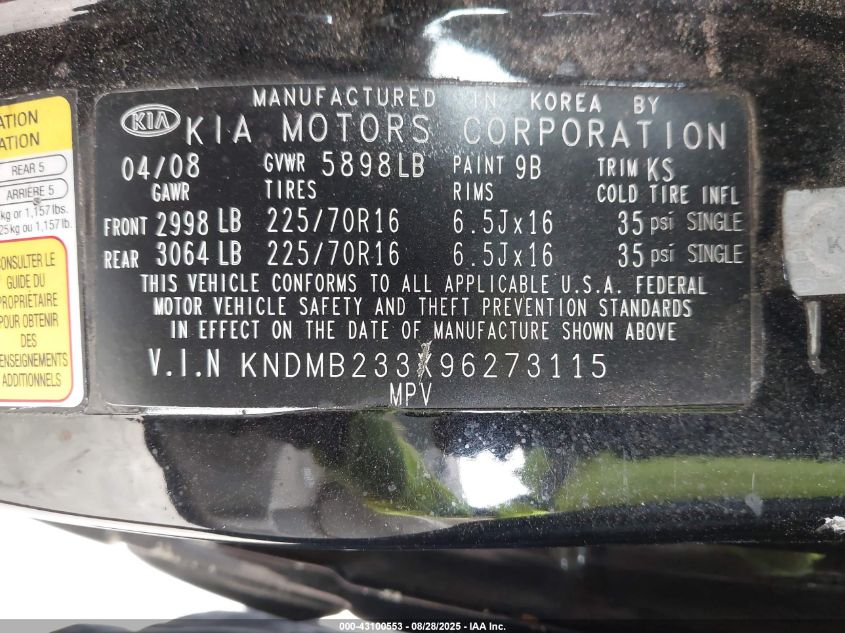 ATION
ATION
REAR 5
ARRIÈRE 5
kg or 1,157 lbs.
25 kg ou 1,157 lb.
CONSULTER LE
GUIDE DU
PROPRIÉTAIRE
POUR OBTENIR
DES
ENSEIGNEMENTS
ADDITIONNELS
MANUFACTURED IN KOREA BY
KIA KIA MOTORS CORPORATION
04/08 GVWR 5898LB PAINT 9B TRIM KS
GAWR TIRES RIMS COLD TIRE INFL
FRONT 2998 LB 225/70R16 6.5Jx16 35 psi SINGLE
REAR 3064 LB 225/70R16 6.5Jx16 35 psi SINGLE
THIS VEHICLE CONFORMS TO ALL APPLICABLE U.S.A. FEDERAL
MOTOR VEHICLE SAFETY AND THEFT PREVENTION STANDARDS
IN EFFECT ON THE DATE OF MANUFACTURE SHOWN ABOVE
V.I.N KNDMB233X96273115
MPV
K
000-43100553 - 08/28/2025 - IAA Inc.